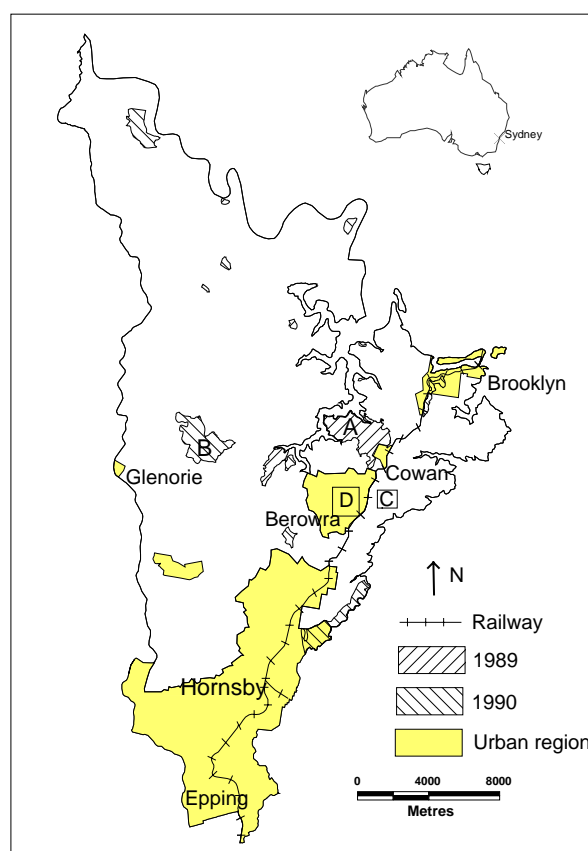 Sydney
Brooklyn
A
B
Cowan
Glenorie
D
C
Berowra
N
Railway
1989
Hornsby
1990
Urban region
Epping
0
4000
8000
Metres